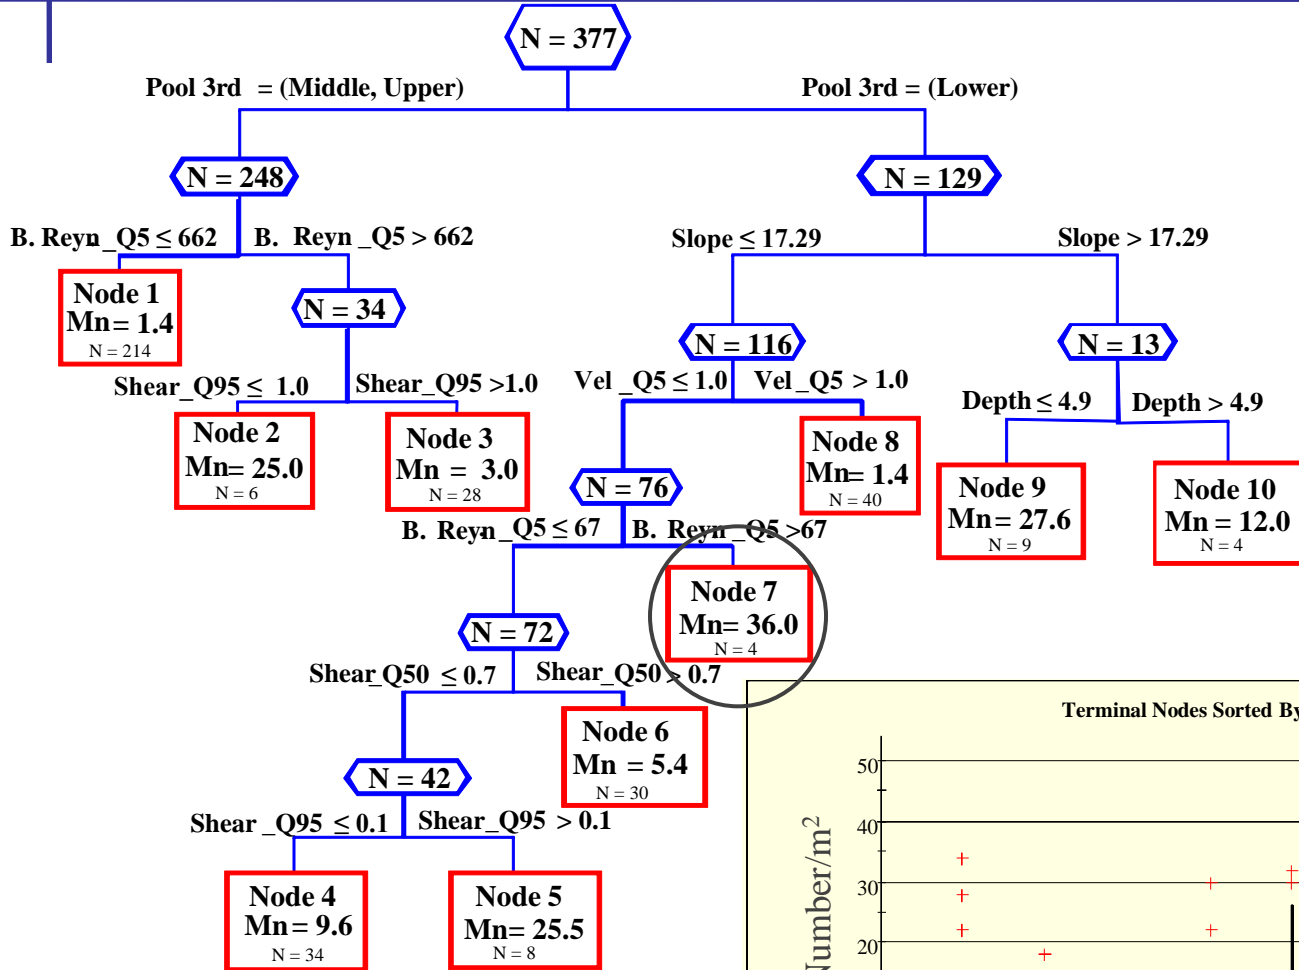 N = 377
Pool 3rd = (Middle, Upper)
Pool 3rd = (Lower)
N = 248
N = 129
B. Reyn_Q5 ≤ 662
B. Reyn_Q5 > 662
Slope ≤ 17.29
Slope > 17.29
Node 1
Mn= 1.4
N = 214
N = 34
N = 116
N = 13
Shear_Q95 ≤ 1.0
Shear_Q95 >1.0
Vel_Q5 ≤ 1.0
Vel_Q5 > 1.0
Depth ≤ 4.9
Depth > 4.9
Node 2
Mn= 25.0
N = 6
Node 3
Mn = 3.0
N = 28
N = 76
Node 8
Mn= 1.4
N = 40
Node 9
Mn= 27.6
N = 9
Node 10
Mn = 12.0
N = 4
B. Reyn_Q5 ≤ 67
B. Reyn_Q5 >67
Node 7
Mn= 36.0
N = 4
N = 72
Shear_Q50 ≤ 0.7
Shear_Q50 > 0.7
Node 6
Mn = 5.4
N = 30
N = 42
Shear_Q95 ≤ 0.1
Shear_Q95 > 0.1
Node 4
Mn= 9.6
N = 34
Node 5
Mn= 25.5
N = 8
Terminal Nodes Sorted By
Number/m²
50
40
30
20